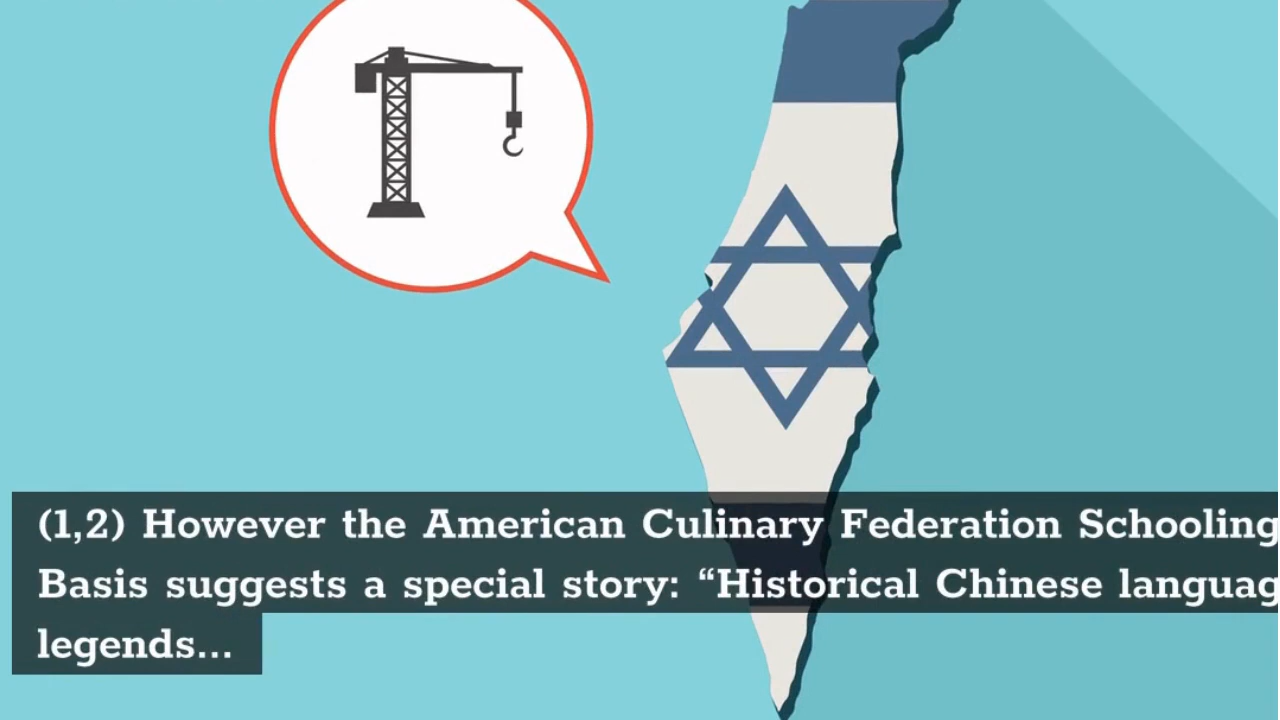 (1,2) However the American Culinary Federation Schooling
Basis suggests a special story: “Historical Chinese languag
legends...